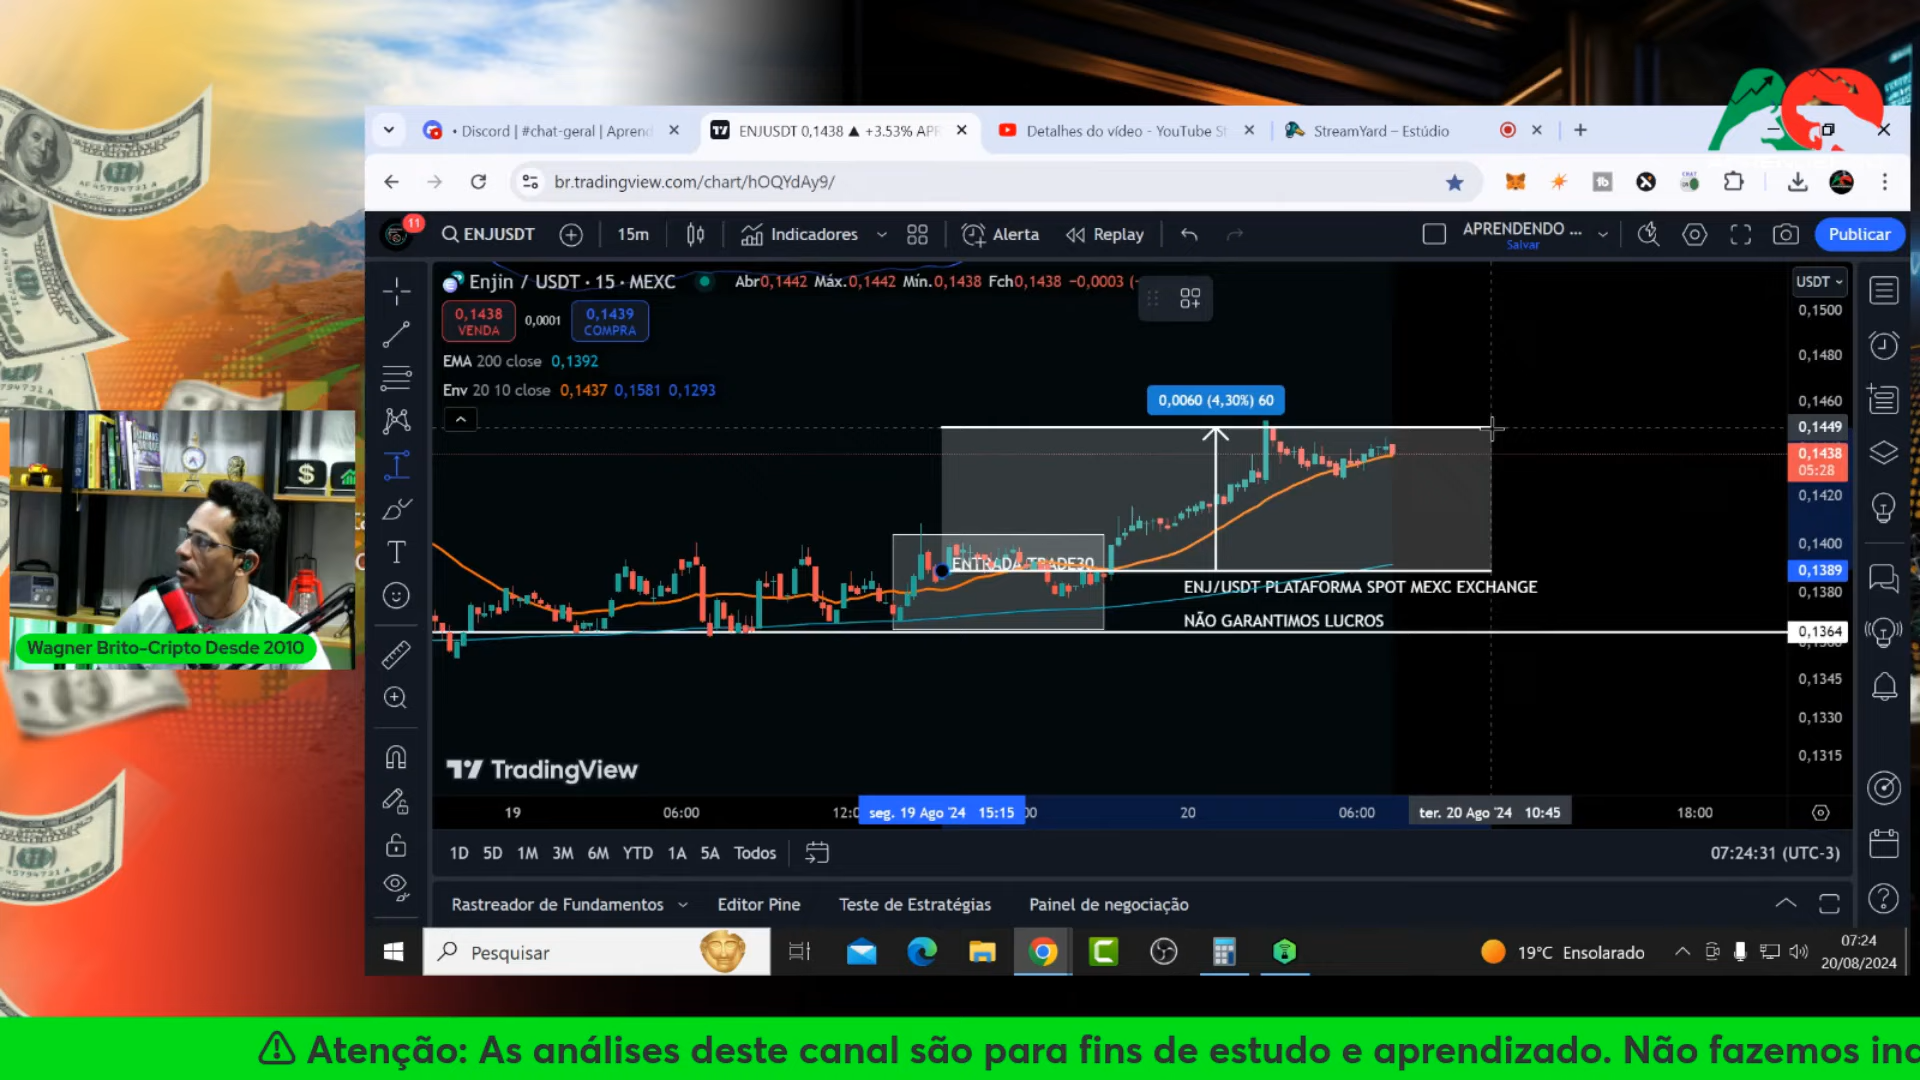 • Discord | #chat-geral | Aprend
ENJUSDT 0,1438 ▲ +3.53% APR
Detalhes do vídeo - YouTube St
StreamYard – Estúdio
br.tradingview.com/chart/hOQYdAy9/
11
ENJUSDT
15m
Indicadores
Alerta
Replay
APRENDENDO ...
Salvar
Publicar
Enjin / USDT · 15 · MEXC
Abr0,1442 Máx.0,1442 Mín.0,1438 Fch0,1438 −0,0003 (-
USDT
0,1438
VENDA
0,0001
0,1439
COMPRA
EMA 200 close 0,1392
Env 20 10 close 0,1437 0,1581 0,1293
0,0060 (4,30%) 60
ENTRADA TRADE30
ENJ/USDT PLATAFORMA SPOT MEXC EXCHANGE
NÃO GARANTIMOS LUCROS
0,1500
0,1480
0,1460
0,1449
0,1438
05:28
0,1420
0,1400
0,1389
0,1380
0,1364
0,1345
0,1330
0,1315
Wagner Brito-Cripto Desde 2010
TradingView
19
06:00
12:0
seg. 19 Ago '24 15:15
00
20
06:00
ter. 20 Ago '24 10:45
18:00
1D 5D 1M 3M 6M YTD 1A 5A Todos
07:24:31 (UTC-3)
Rastreador de Fundamentos
Editor Pine
Teste de Estratégias
Painel de negociação
Pesquisar
19°C Ensolarado
07:24
20/08/2024
Atenção: As análises deste canal são para fins de estudo e aprendizado. Não fazemos inc